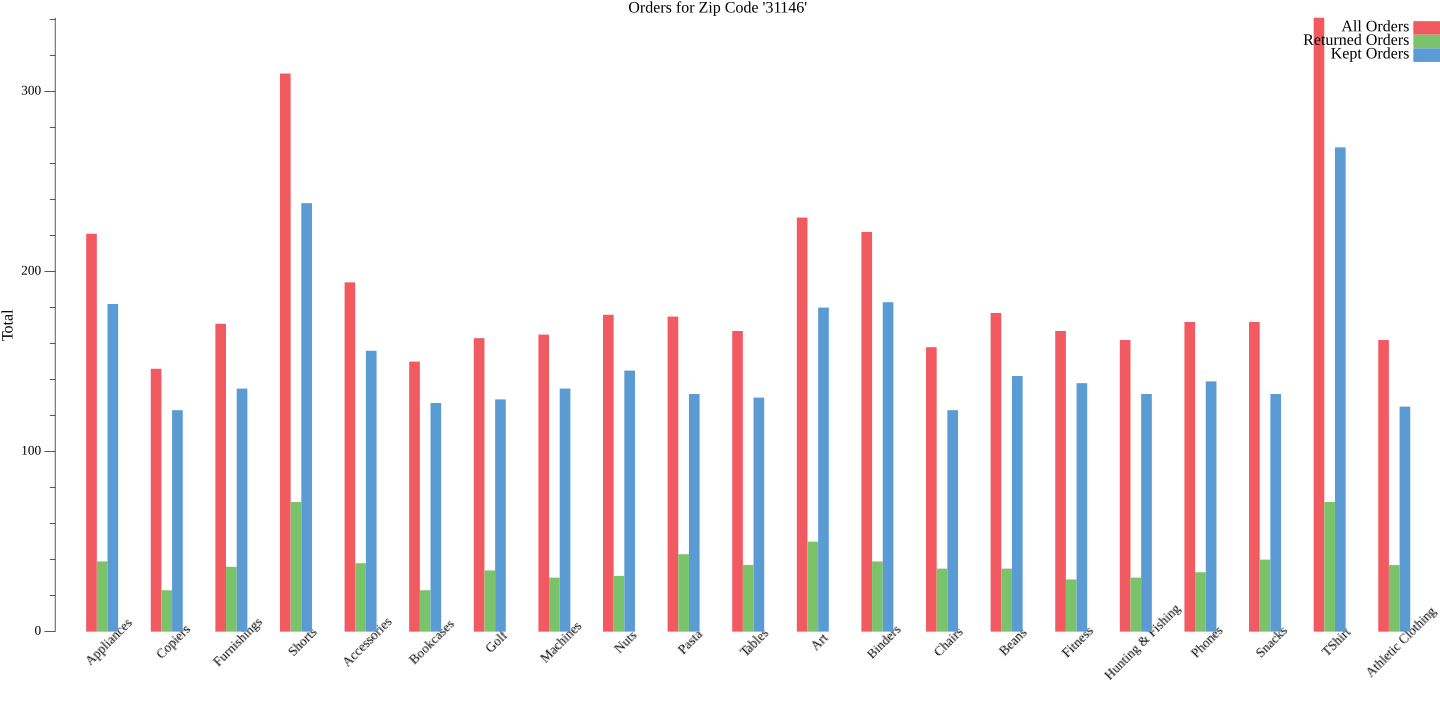 Orders for Zip Code '31146'
All Orders
Returned Orders
Kept Orders
Total
300
200
100
0
Appliances
Copiers
Furnishings
Shorts
Accessories
Bookcases
Golf
Machines
Nuts
Pasta
Tables
Art
Binders
Chairs
Beans
Fitness
Hunting & Fishing
Phones
Snacks
TShirt
Athletic Clothing